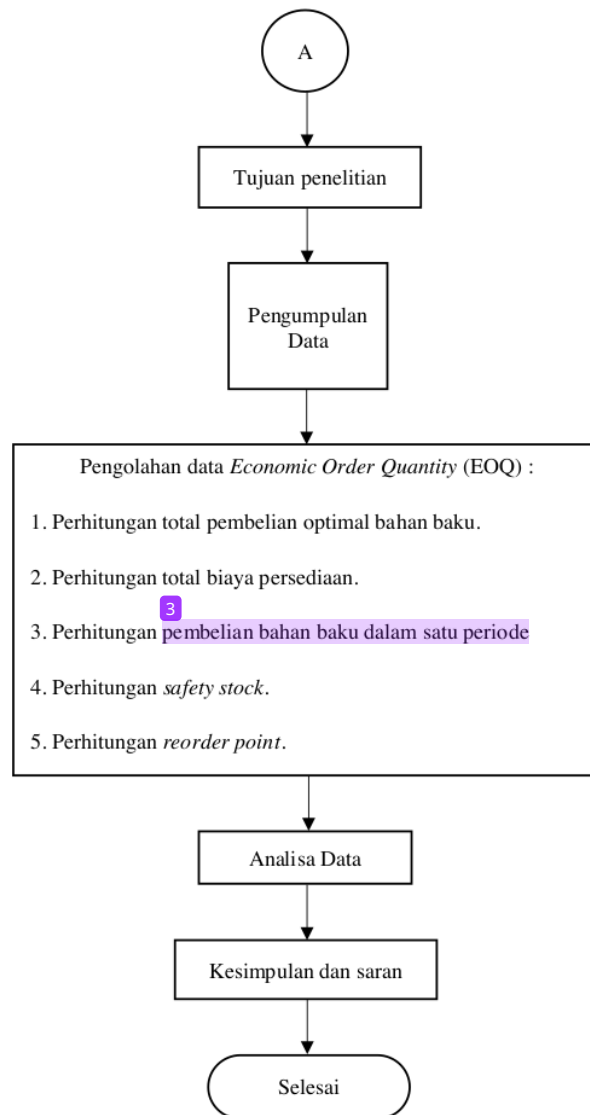 A
Tujuan penelitian
Pengumpulan
Data
Pengolahan data Economic Order Quantity (EOQ) :
1. Perhitungan total pembelian optimal bahan baku.
2. Perhitungan total biaya persediaan.
3
3. Perhitungan pembelian bahan baku dalam satu periode
4. Perhitungan safety stock.
5. Perhitungan reorder point.
Analisa Data
Kesimpulan dan saran
Selesai